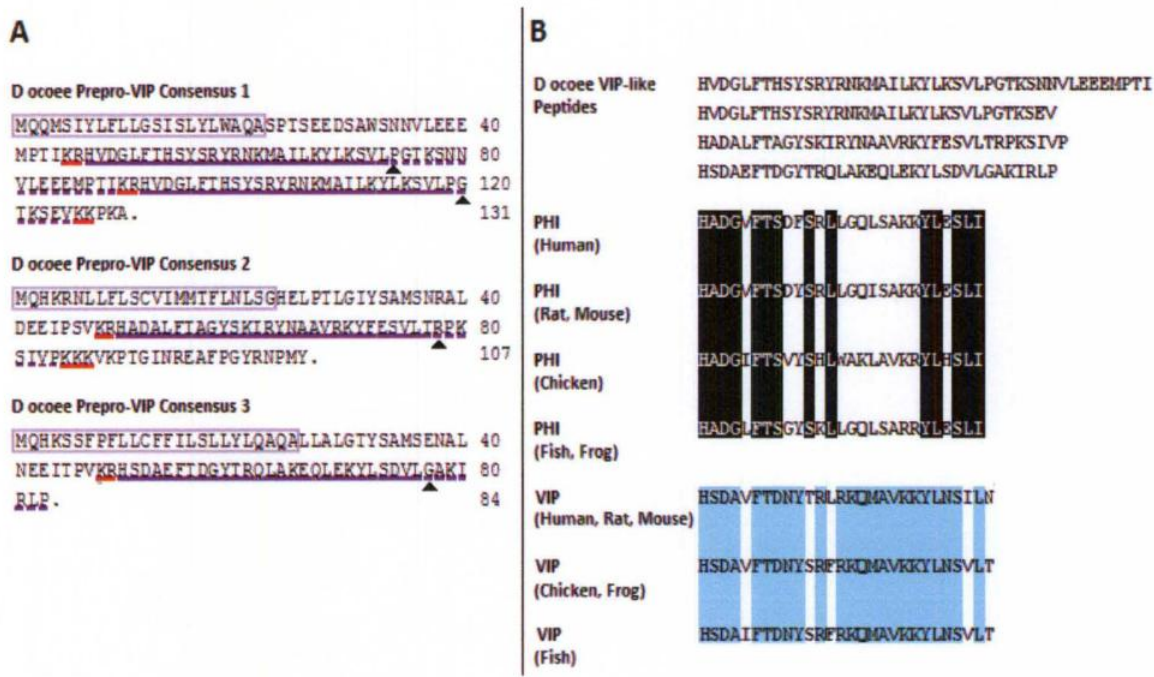 A
D ocoee Prepro-VIP Consensus 1
MQQMSIYLFLLGSISLYLWAQASPTSEEDSAWSNNVLEEE 40
MPTIKRHVDGLFTHSYSRYRNKMAILKYLKSVLPGTKSNN 80
VLEEEMPTIKRHVDGLFTHSYSRYRNKMAILKYLKSVLPG 120
TKSEVKKPKA. 131
D ocoee Prepro-VIP Consensus 2
MQHKRNLLFLSCVIMMTFLNLSGHELPTLGIYSAMSNRAL 40
DEEIPSVKRHADALFTAGYSKIRYNAAVRKYFESVLTRPK 80
SIVPKKKVKPTGINREAFPGYRNPMY. 107
D ocoee Prepro-VIP Consensus 3
MQHKSSFPFLLCFFILSLLYLQAQALLALGTYSAMSENAL 40
NEEITPVKRHSDAEFTDGYTRQLAKEQLEKYLSDVLGAKI 80
RLP. 84
B
D ocoee VIP-like Peptides
HVDGLFTHSYSRYRNKMAILKYLKSVLPGTKSNNVLEEEMPTI
HVDGLFTHSYSRYRNKMAILKYLKSVLPGTKSEV
HADALFTAGYSKIRYNAAVRKYFESVLTRPKSIVP
HSDAEFTDGYTRQLAKEQLEKYLSDVLGAKIRLP
PHI HADGVFTSDFSRLLGQLSAKKYLESLI
(Human)
PHI HADGVFTSDYSRLLGQISAKKYLESLI
(Rat, Mouse)
PHI HADGIFTSVYSHLWAKLAVKRYLHSLI
(Chicken)
PHI HADGLFTSGYSKLLGQLSARRYLESLI
(Fish, Frog)
VIP HSDAVFTDNYTRLRKQMAVKKYLNSILN
(Human, Rat, Mouse)
VIP HSDAVFTDNYSRFRKQMAVKKYLNSVLT
(Chicken, Frog)
VIP HSDAIFTDNYSRFRKQMAVKKYLNSVLT
(Fish)